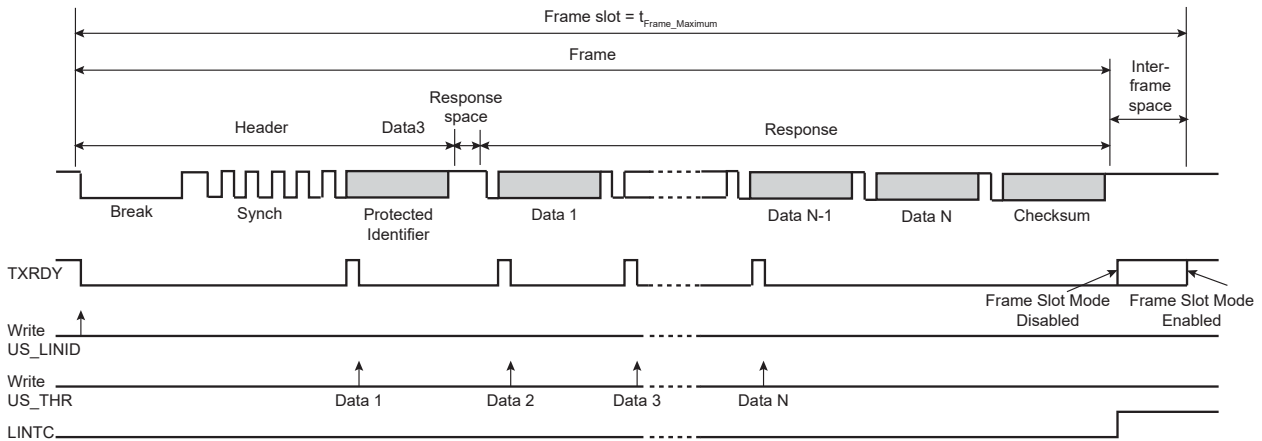 Frame slot = tFrame_Maximum
Frame
Inter-
frame
space
Response
space
Header
Data3
Response
Break
Synch
Protected
Identifier
Data 1
Data N-1
Data N
Checksum
TXRDY
Frame Slot Mode
Disabled
Frame Slot Mode
Enabled
Write
US_LINID
Write
US_THR
Data 1
Data 2
Data 3
Data N
LINTC